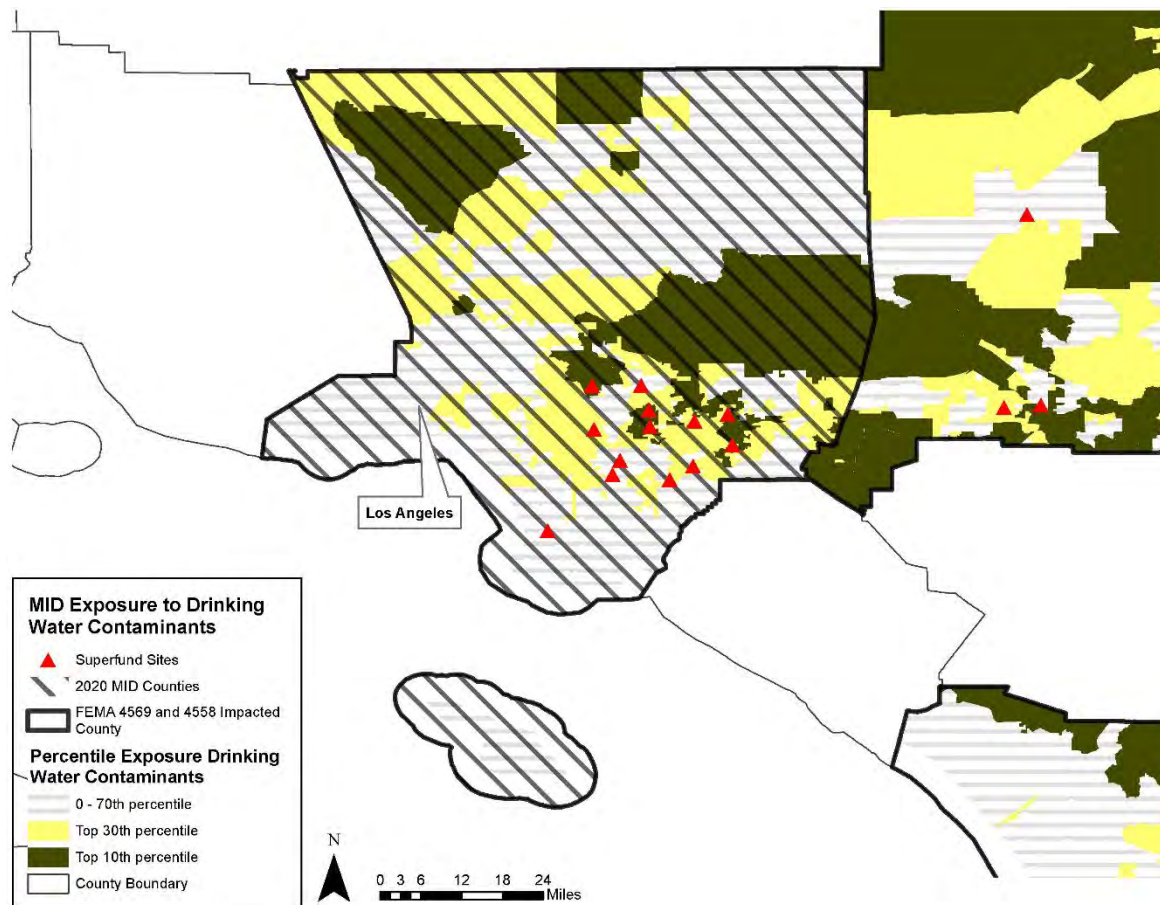 Los Angeles
MID Exposure to Drinking
Water Contaminants
Superfund Sites
2020 MID Counties
FEMA 4569 and 4558 Impacted
County
Percentile Exposure Drinking
Water Contaminants
0 - 70th percentile
Top 30th percentile
Top 10th percentile
County Boundary
N
0 3 6 12 18 24
Miles